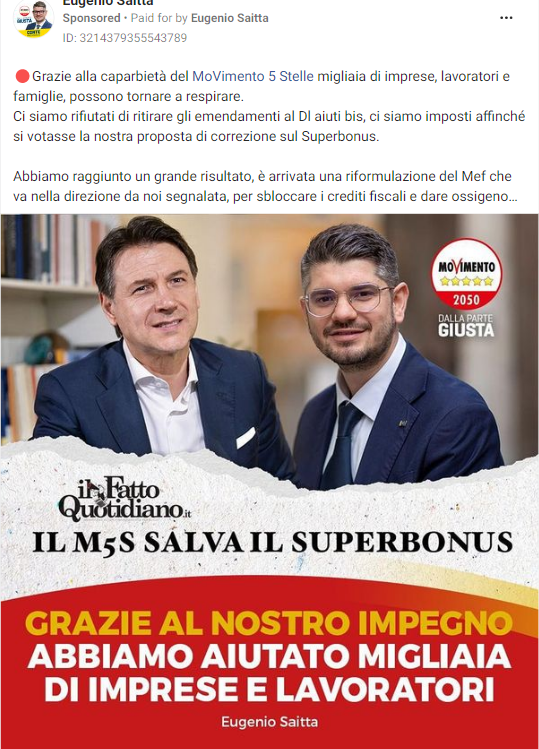 Eugenio Saitta
Sponsored • Paid for by Eugenio Saitta
ID: 3214379355543789
🔴Grazie alla caparbietà del MoVimento 5 Stelle migliaia di imprese, lavoratori e
famiglie, possono tornare a respirare.
Ci siamo rifiutati di ritirare gli emendamenti al Dl aiuti bis, ci siamo imposti affinché
si votasse la nostra proposta di correzione sul Superbonus.
Abbiamo raggiunto un grande risultato, è arrivata una riformulazione del Mef che
va nella direzione da noi segnalata, per sbloccare i crediti fiscali e dare ossigeno…
MOVIMENTO
2050
DALLA PARTE
GIUSTA
il Fatto
Quotidiano.it
IL M5S SALVA IL SUPERBONUS
GRAZIE AL NOSTRO IMPEGNO
ABBIAMO AIUTATO MIGLIAIA
DI IMPRESE E LAVORATORI
Eugenio Saitta